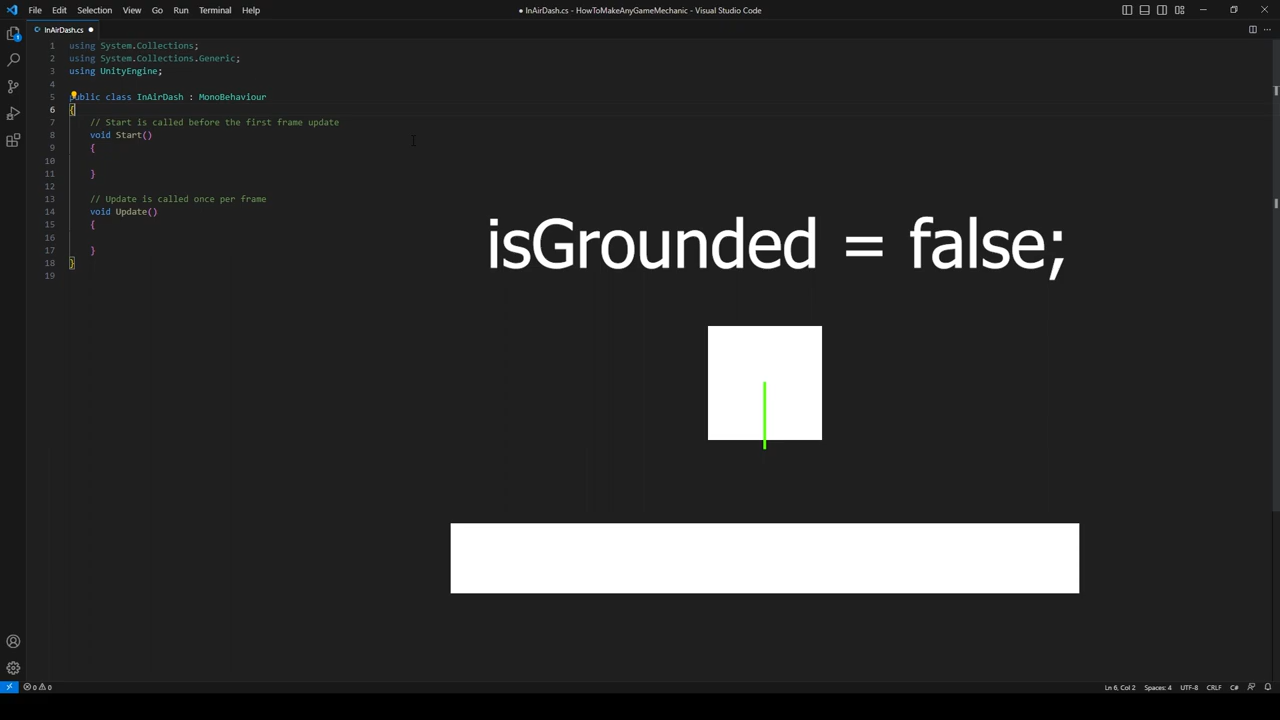 File Edit Selection View Go Run Terminal Help
● InAirDash.cs - HowToMakeAnyGameMechanic - Visual Studio Code
InAirDash.cs ●
1 using System.Collections;
2 using System.Collections.Generic;
3 using UnityEngine;
4
5 public class InAirDash : MonoBehaviour
6 {
7 // Start is called before the first frame update
8 void Start()
9 {
10
11 }
12
13 // Update is called once per frame
14 void Update()
15 {
16
17 }
18 }
19
isGrounded = false;
0 0 Ln 6, Col 2 Spaces: 4 UTF-8 CRLF C#